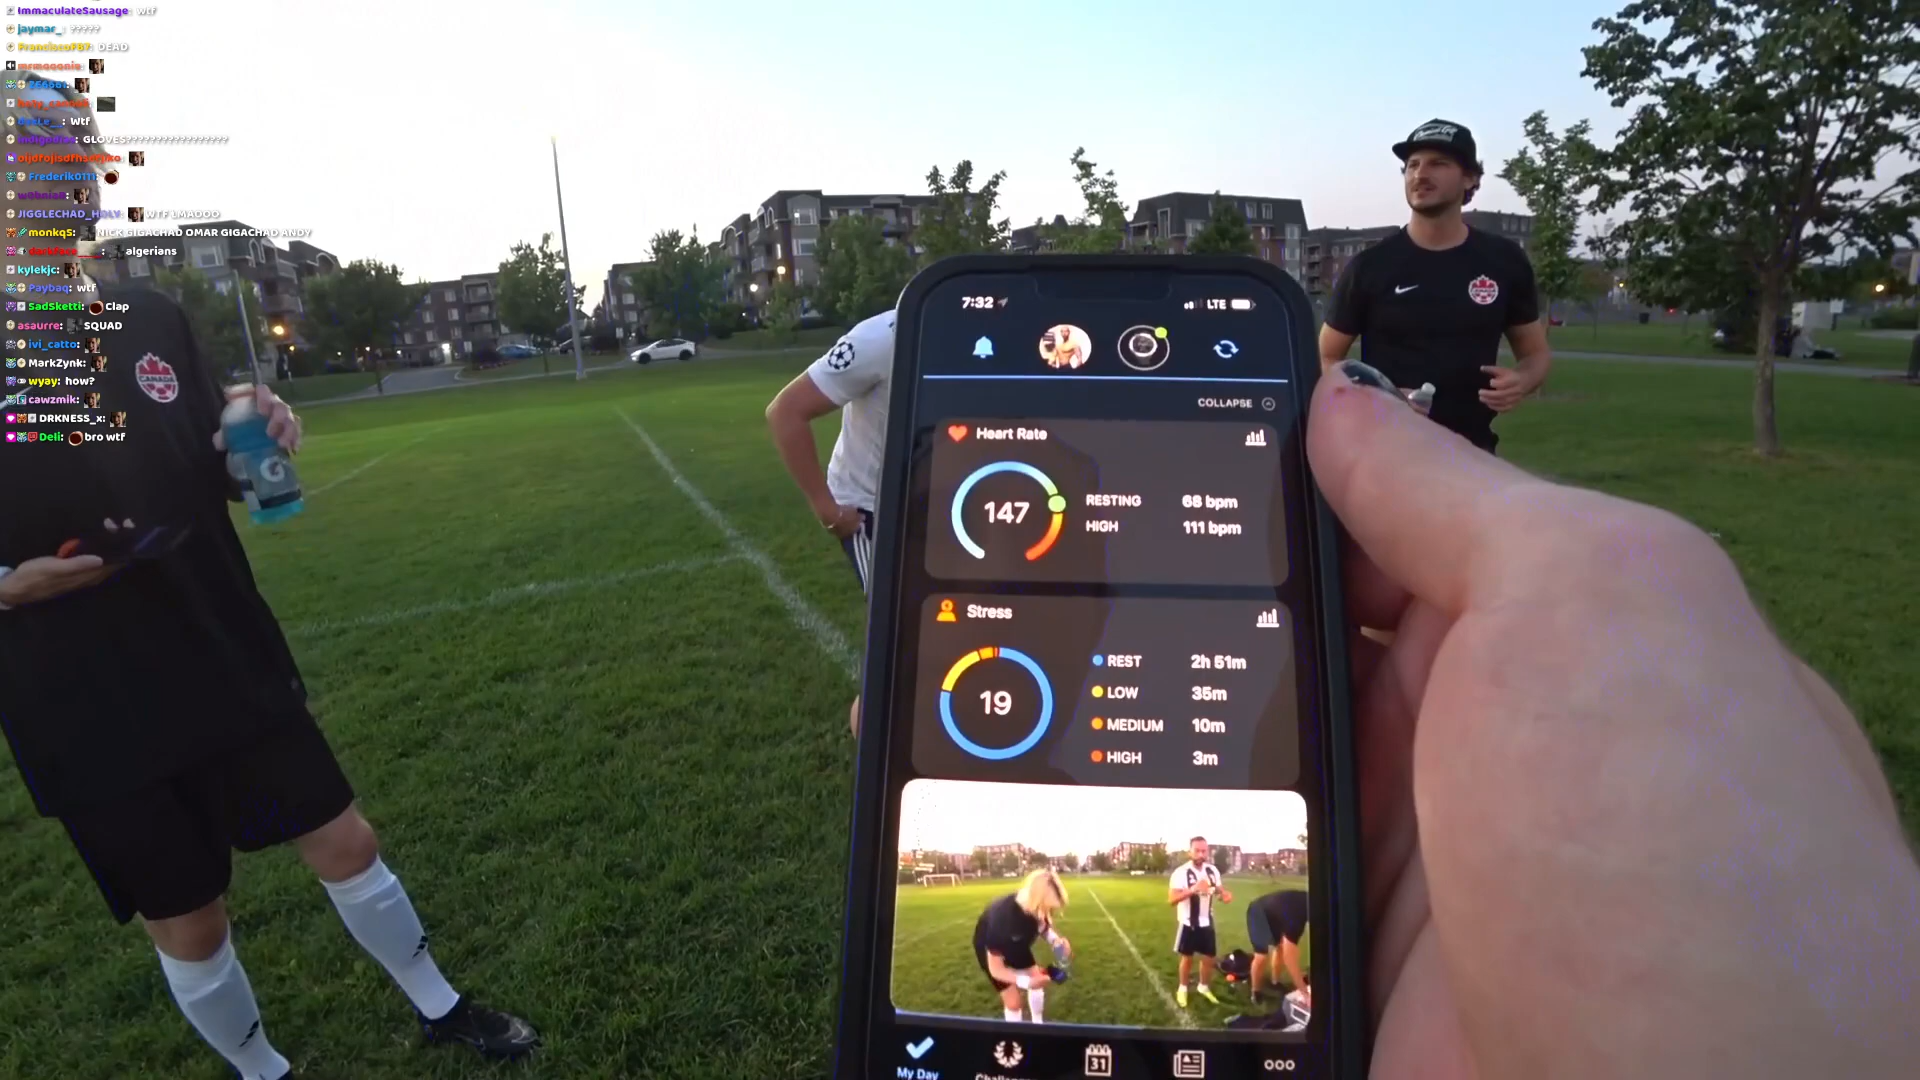 ImmaculateSausage: wtf
jaymar_: ?????
FranciscoFBF: DEAD
wtf
GLOVES?????????????????
Frederik0111:
JIGGLECHAD_HOLY: WTF LMAOOO
monkqS: NICK GIGACHAD OMAR GIGACHAD ANDY
algerians
kylekjc:
Paybaq: wtf
SadSketti: Clap
asaurre: SQUAD
ivi_catto:
MarkZynk:
wyay: how?
cawzmik:
DRKNESS_x:
Deli: bro wtf
CANADA
G
CANADA
7:32
LTE
COLLAPSE
Heart Rate
147
RESTING 68 bpm
HIGH 111 bpm
Stress
19
REST 2h 51m
LOW 35m
MEDIUM 10m
HIGH 3m
My Day
31